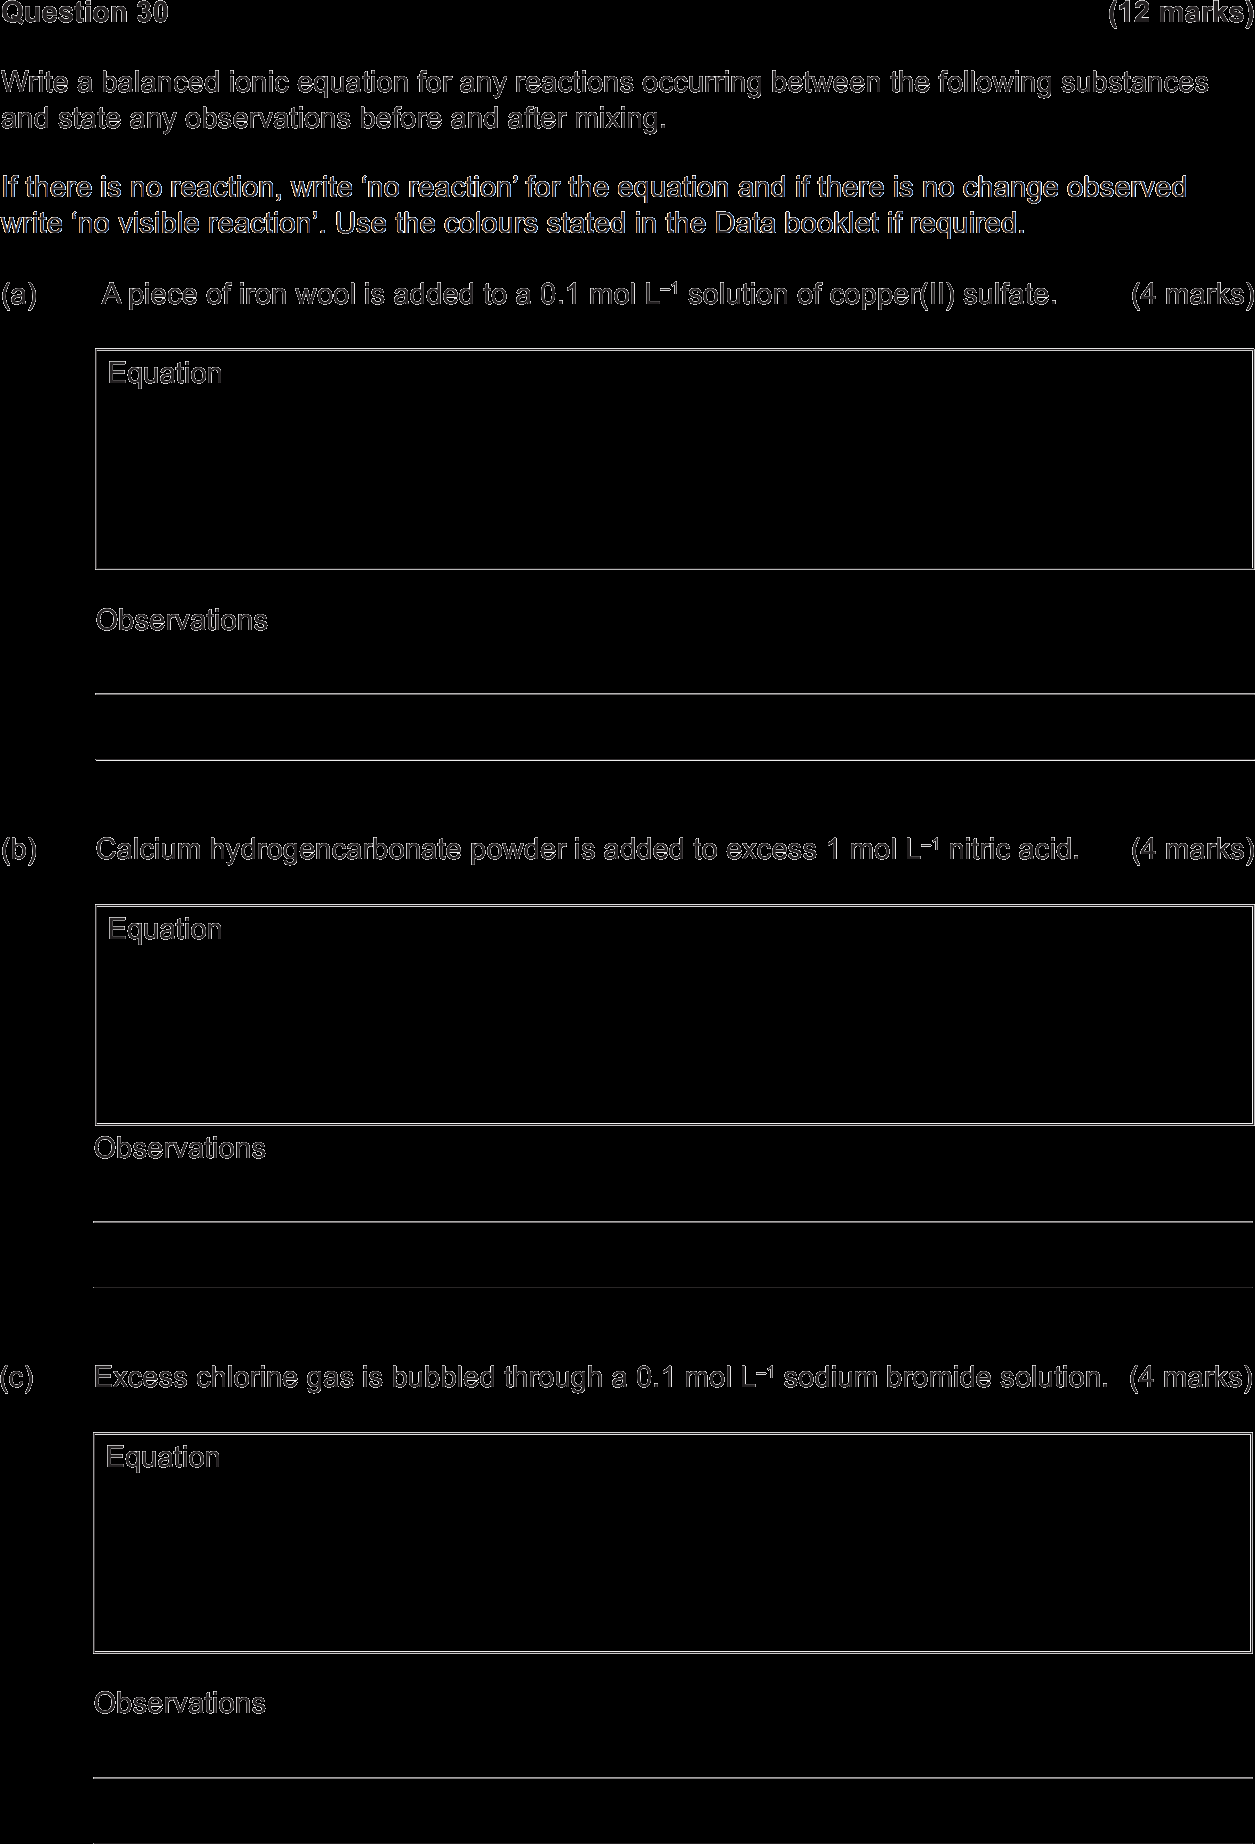 Question 30 (12 marks)
Write a balanced ionic equation for any reactions occurring between the following substances
and state any observations before and after mixing.
If there is no reaction, write ‘no reaction’ for the equation and if there is no change observed
write ‘no visible reaction’. Use the colours stated in the Data booklet if required.
(a) A piece of iron wool is added to a 0.1 mol L⁻¹ solution of copper(II) sulfate. (4 marks)
Equation
Observations
(b) Calcium hydrogencarbonate powder is added to excess 1 mol L⁻¹ nitric acid. (4 marks)
Equation
Observations
(c) Excess chlorine gas is bubbled through a 0.1 mol L⁻¹ sodium bromide solution. (4 marks)
Equation
Observations